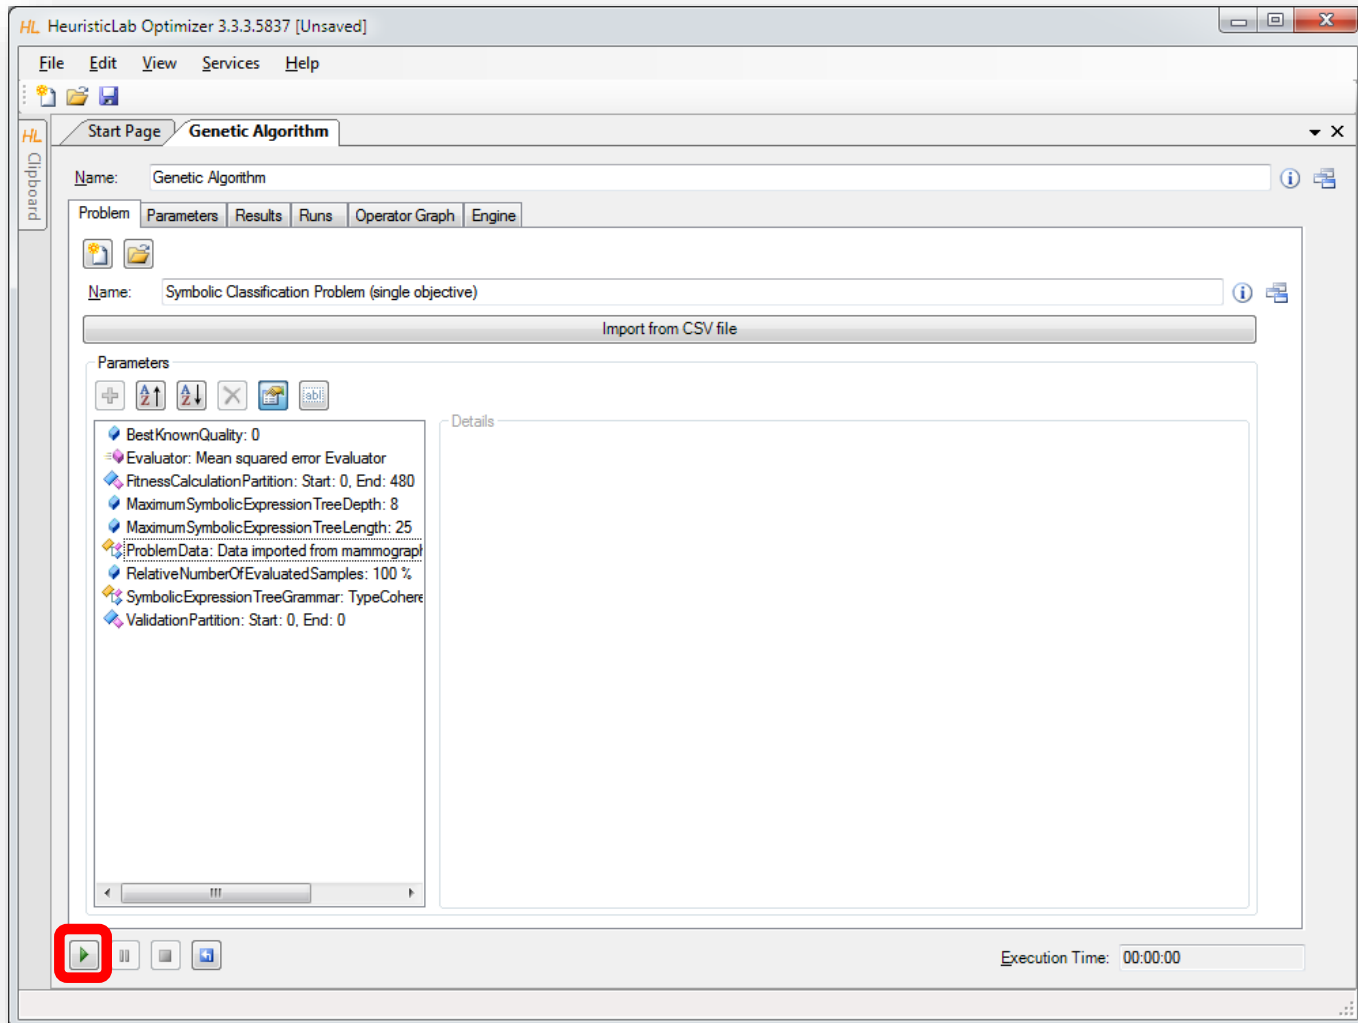 HL HeuristicLab Optimizer 3.3.3.5837 [Unsaved]
File Edit View Services Help
HL Clipboard
Start Page Genetic Algorithm
Name: Genetic Algorithm
Problem Parameters Results Runs Operator Graph Engine
Name: Symbolic Classification Problem (single objective)
Import from CSV file
Parameters
A Z A Z abl
Details
BestKnownQuality: 0
Evaluator: Mean squared error Evaluator
FitnessCalculationPartition: Start: 0, End: 480
MaximumSymbolicExpressionTreeDepth: 8
MaximumSymbolicExpressionTreeLength: 25
ProblemData: Data imported from mammograph
RelativeNumberOfEvaluatedSamples: 100 %
SymbolicExpressionTreeGrammar: TypeCohere
ValidationPartition: Start: 0, End: 0
Execution Time: 00:00:00